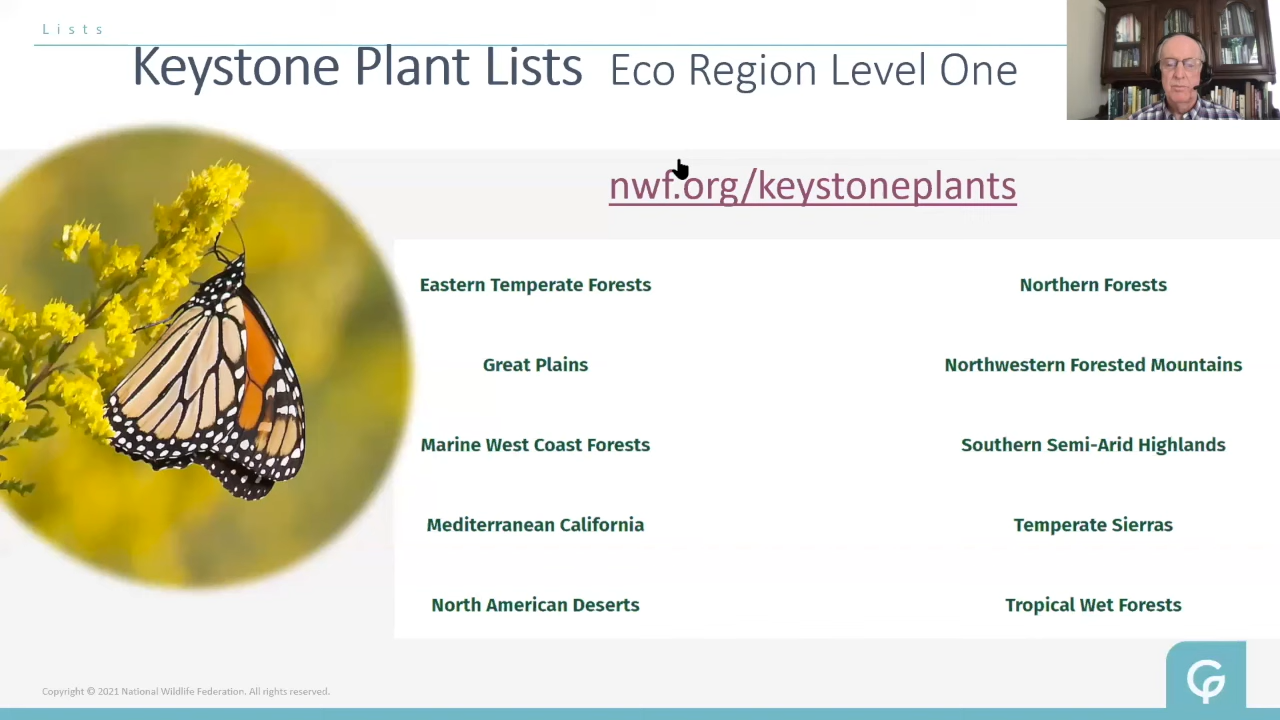 Lists
Keystone Plant Lists Eco Region Level One
nwf.org/keystoneplants
Eastern Temperate Forests
Northern Forests
Great Plains
Northwestern Forested Mountains
Marine West Coast Forests
Southern Semi-Arid Highlands
Mediterranean California
Temperate Sierras
North American Deserts
Tropical Wet Forests
Copyright © 2021 National Wildlife Federation. All rights reserved.